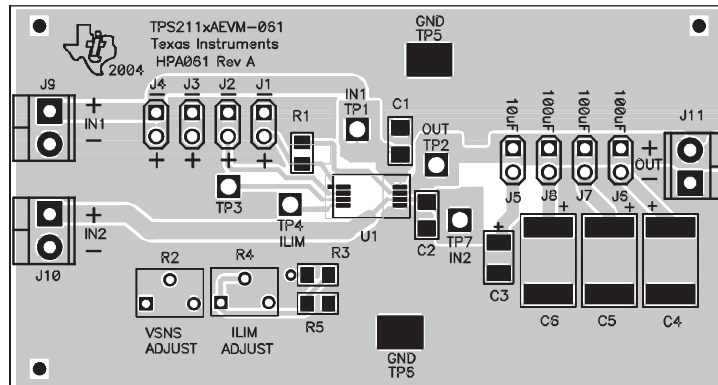 TPS211xAEVM-061
Texas Instruments
HPA061 Rev A
2004
GND
TP5
J9
J4
J3
J2
J1
IN1
TP1
R1
C1
10uF
100uF
100uF
100uF
J11
+
IN1
−
OUT
TP2
+
OUT
−
+
+
+
+
TP3
TP4
ILIM
U1
J5
J8
J7
J6
+
IN2
−
J10
C2
TP7
IN2
+
+
+
+
C3
R2
R4
R3
R5
VSNS
ADJUST
ILIM
ADJUST
C6
C5
C4
GND
TP6